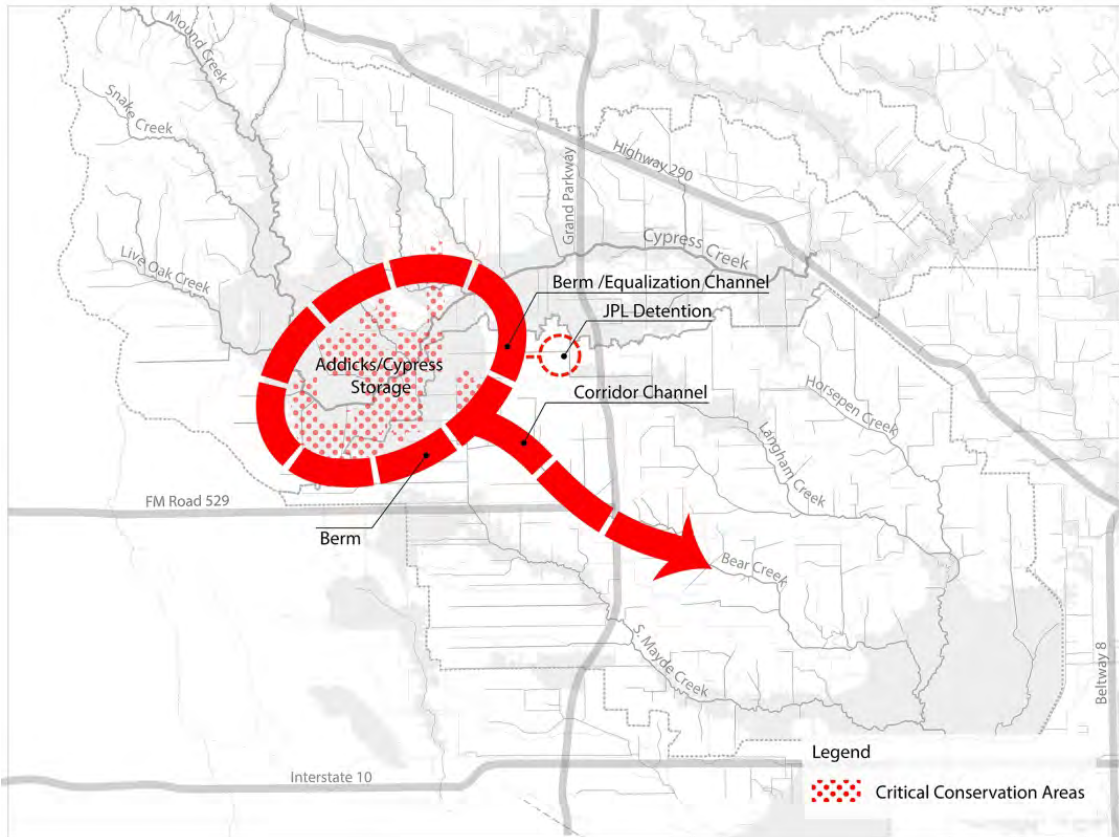 Mound Creek
Snake Creek
Highway 290
Grand Parkway
Live Oak Creek
Cypress Creek
Berm /Equalization Channel
JPL Detention
Addicks/Cypress
Storage
Corridor Channel
Horsepen Creek
Langham Creek
FM Road 529
Berm
Bear Creek
S. Mayde Creek
Beltway 8
Legend
Interstate 10
Critical Conservation Areas